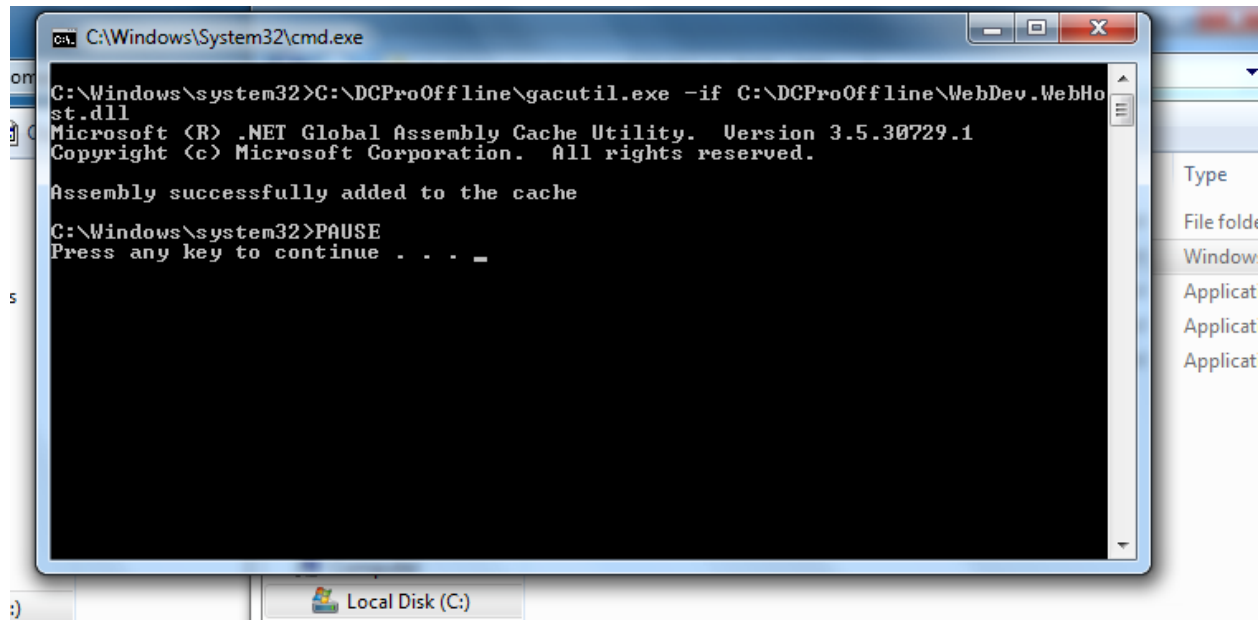 C:\Windows\System32\cmd.exe
C:\Windows\system32>C:\DCProOffline\gacutil.exe -if C:\DCProOffline\WebDev.WebHo
st.dll
Microsoft (R) .NET Global Assembly Cache Utility.  Version 3.5.30729.1
Copyright (c) Microsoft Corporation.  All rights reserved.
Assembly successfully added to the cache
C:\Windows\system32>PAUSE
Press any key to continue . . . _
Type
File folde
Windows
Applicat
Applicat
Applicat
Local Disk (C:)